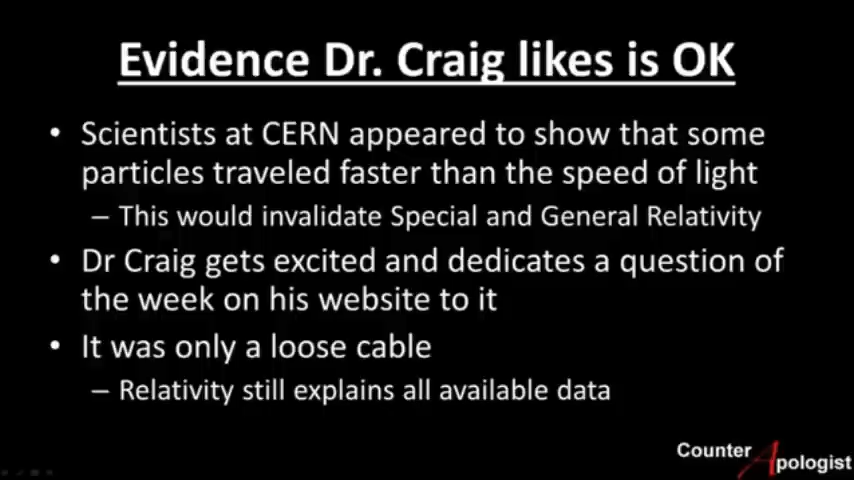 Evidence Dr. Craig likes is OK
• Scientists at CERN appeared to show that some
particles traveled faster than the speed of light
– This would invalidate Special and General Relativity
• Dr Craig gets excited and dedicates a question of
the week on his website to it
• It was only a loose cable
– Relativity still explains all available data
Counter Apologist